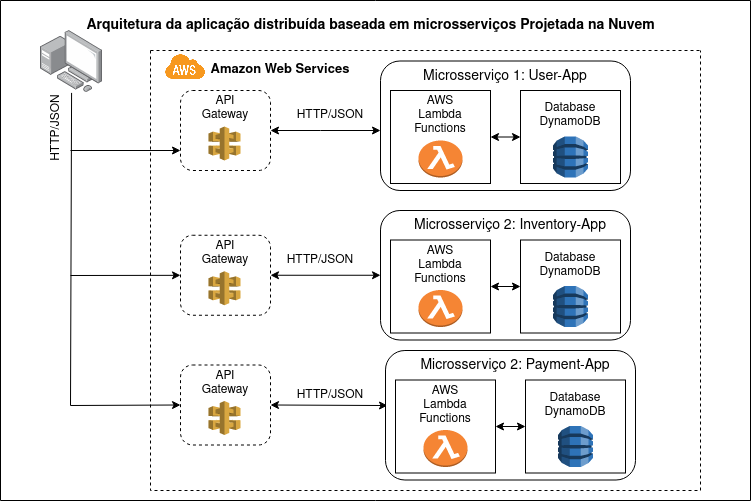 Arquitetura da aplicação distribuída baseada em microsserviços Projetada na Nuvem
HTTP/JSON
AWS
Amazon Web Services
API
Gateway
HTTP/JSON
Microsserviço 1: User-App
AWS
Lambda
Functions
Database
DynamoDB
API
Gateway
HTTP/JSON
Microsserviço 2: Inventory-App
AWS
Lambda
Functions
Database
DynamoDB
API
Gateway
HTTP/JSON
Microsserviço 2: Payment-App
AWS
Lambda
Functions
Database
DynamoDB